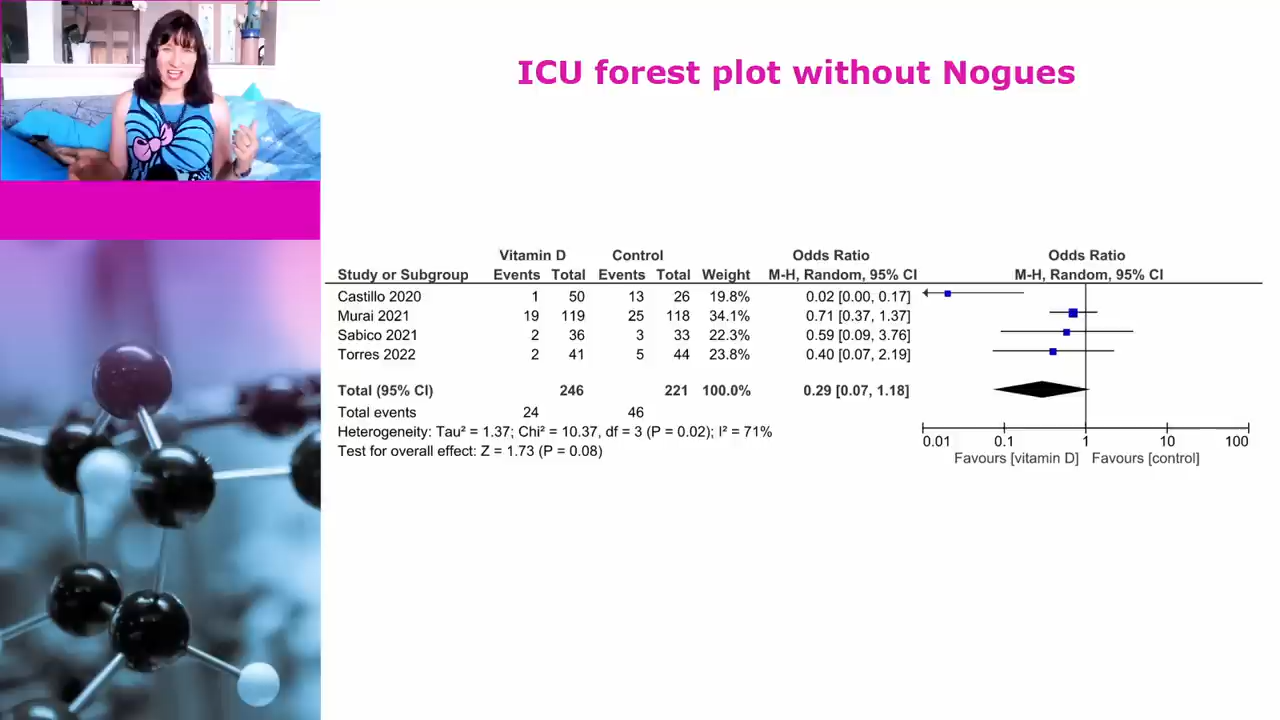 ICU forest plot without Nogues
Vitamin D Control Odds Ratio Odds Ratio
Study or Subgroup Events Total Events Total Weight M-H, Random, 95% CI M-H, Random, 95% CI
Castillo 2020 1 50 13 26 19.8% 0.02 [0.00, 0.17]
Murai 2021 19 119 25 118 34.1% 0.71 [0.37, 1.37]
Sabico 2021 2 36 3 33 22.3% 0.59 [0.09, 3.76]
Torres 2022 2 41 5 44 23.8% 0.40 [0.07, 2.19]
Total (95% CI) 246 221 100.0% 0.29 [0.07, 1.18]
Total events 24 46
Heterogeneity: Tau² = 1.37; Chi² = 10.37, df = 3 (P = 0.02); I² = 71%
Test for overall effect: Z = 1.73 (P = 0.08)
0.01 0.1 1 10 100
Favours [vitamin D] Favours [control]